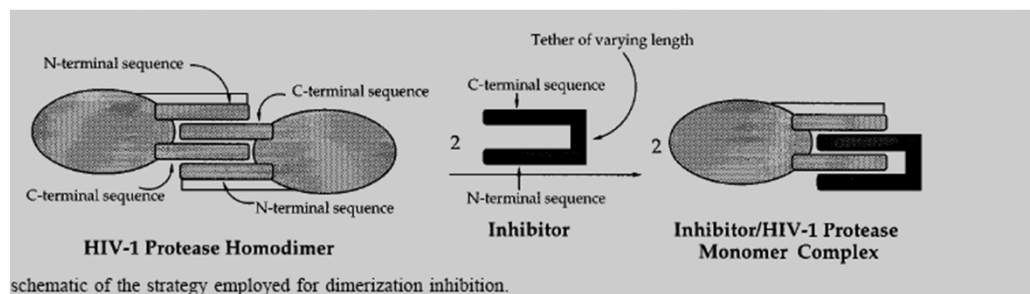 Tether of varying length
N-terminal sequence
C-terminal sequence
C-terminal sequence
2
2
C-terminal sequence
N-terminal sequence
N-terminal sequence
Inhibitor
Inhibitor/HIV-1 Protease
Monomer Complex
HIV-1 Protease Homodimer
schematic of the strategy employed for dimerization inhibition.